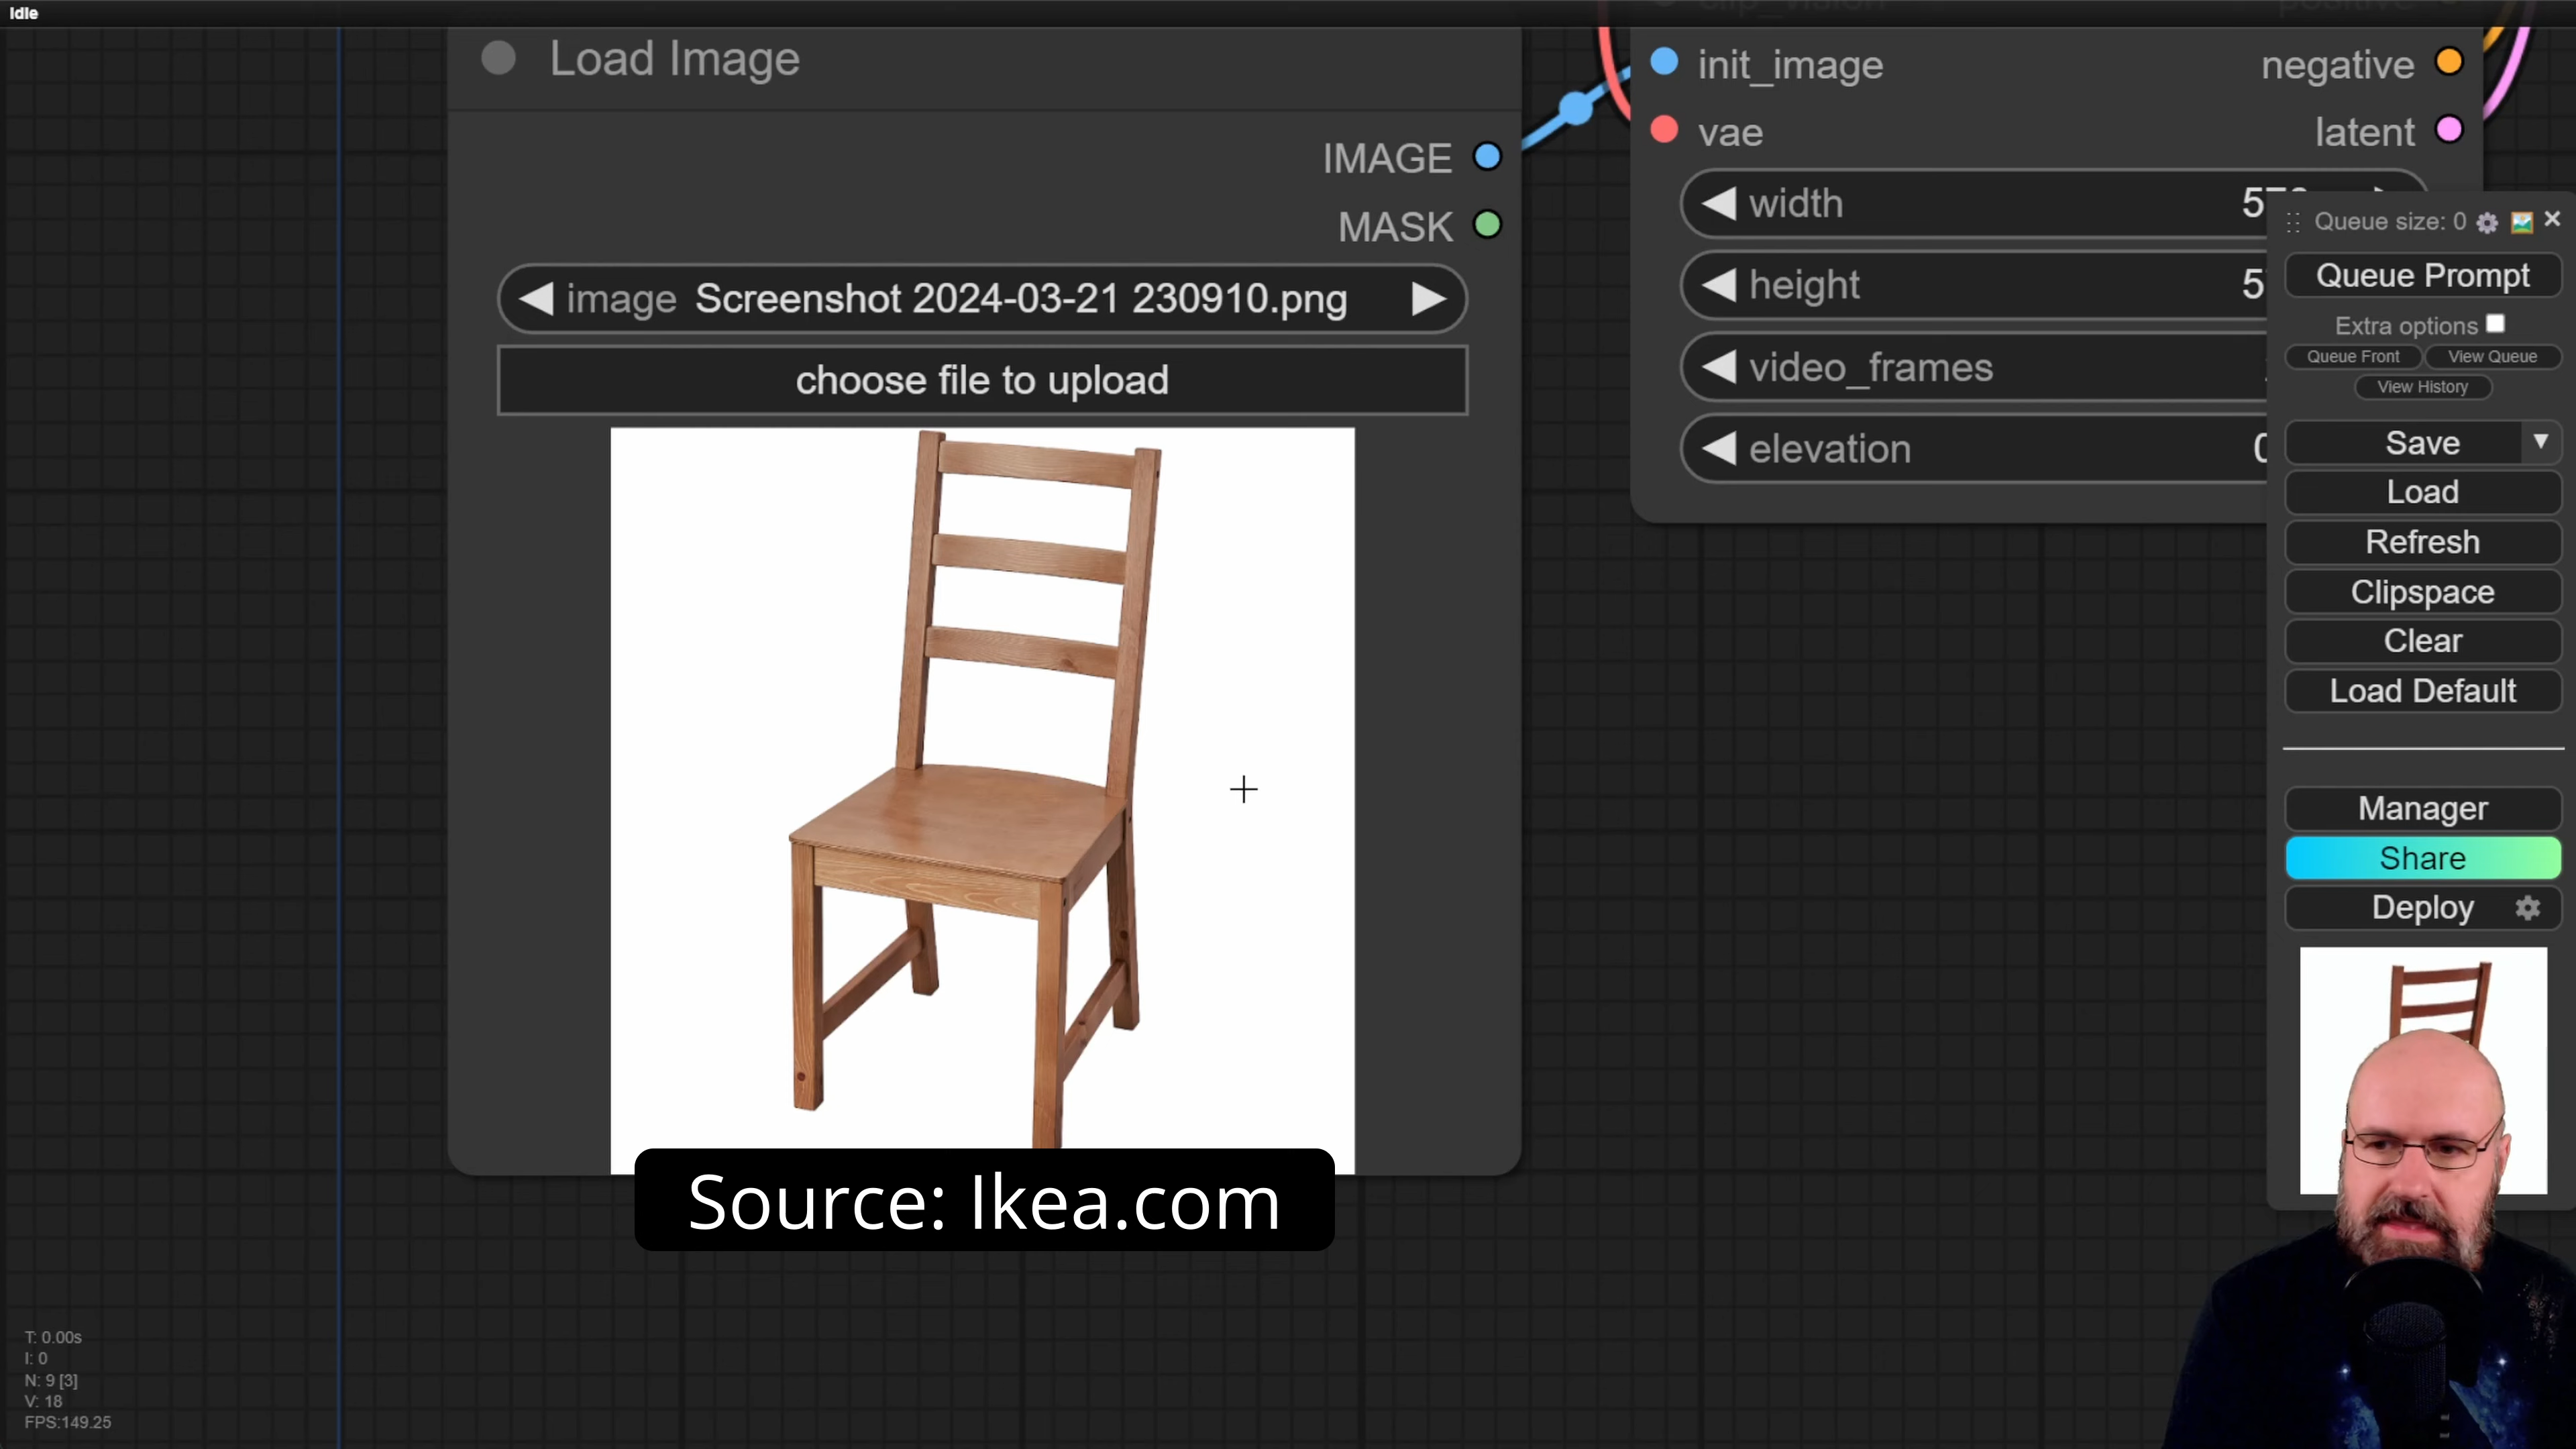 Idle
Load Image
IMAGE
MASK
image Screenshot 2024-03-21 230910.png
choose file to upload
Source: Ikea.com
init_image
negative
vae
latent
width
height
video_frames
elevation
Queue size: 0
Queue Prompt
Extra options
Queue Front
View Queue
View History
Save
Load
Refresh
Clipspace
Clear
Load Default
Manager
Share
Deploy
T: 0.00s
I: 0
N: 9 [3]
V: 18
FPS:149.25